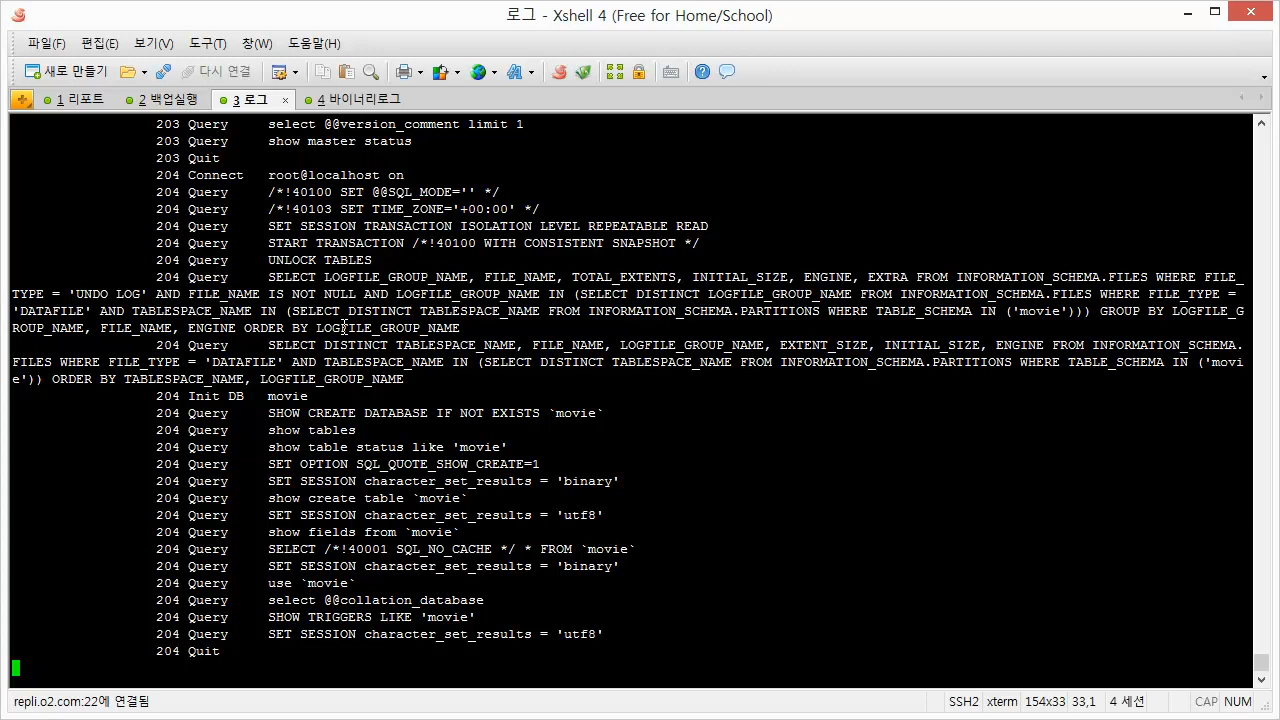 로그 - Xshell 4 (Free for Home/School)
파일(F) 편집(E) 보기(V) 도구(T) 창(W) 도움말(H)
새로 만들기 다시 연결
1 리포트 2 백업실행 3 로그 × 4 바이너리로그
203 Query select @@version_comment limit 1
203 Query show master status
203 Quit
204 Connect root@localhost on
204 Query /*!40100 SET @@SQL_MODE='' */
204 Query /*!40103 SET TIME_ZONE='+00:00' */
204 Query SET SESSION TRANSACTION ISOLATION LEVEL REPEATABLE READ
204 Query START TRANSACTION /*!40100 WITH CONSISTENT SNAPSHOT */
204 Query UNLOCK TABLES
204 Query SELECT LOGFILE_GROUP_NAME, FILE_NAME, TOTAL_EXTENTS, INITIAL_SIZE, ENGINE, EXTRA FROM INFORMATION_SCHEMA.FILES WHERE FILE_
TYPE = 'UNDO LOG' AND FILE_NAME IS NOT NULL AND LOGFILE_GROUP_NAME IN (SELECT DISTINCT LOGFILE_GROUP_NAME FROM INFORMATION_SCHEMA.FILES WHERE FILE_TYPE =
'DATAFILE' AND TABLESPACE_NAME IN (SELECT DISTINCT TABLESPACE_NAME FROM INFORMATION_SCHEMA.PARTITIONS WHERE TABLE_SCHEMA IN ('movie'))) GROUP BY LOGFILE_G
ROUP_NAME, FILE_NAME, ENGINE ORDER BY LOGFILE_GROUP_NAME
204 Query SELECT DISTINCT TABLESPACE_NAME, FILE_NAME, LOGFILE_GROUP_NAME, EXTENT_SIZE, INITIAL_SIZE, ENGINE FROM INFORMATION_SCHEMA.
FILES WHERE FILE_TYPE = 'DATAFILE' AND TABLESPACE_NAME IN (SELECT DISTINCT TABLESPACE_NAME FROM INFORMATION_SCHEMA.PARTITIONS WHERE TABLE_SCHEMA IN ('movi
e')) ORDER BY TABLESPACE_NAME, LOGFILE_GROUP_NAME
204 Init DB movie
204 Query SHOW CREATE DATABASE IF NOT EXISTS `movie`
204 Query show tables
204 Query show table status like 'movie'
204 Query SET OPTION SQL_QUOTE_SHOW_CREATE=1
204 Query SET SESSION character_set_results = 'binary'
204 Query show create table `movie`
204 Query SET SESSION character_set_results = 'utf8'
204 Query show fields from `movie`
204 Query SELECT /*!40001 SQL_NO_CACHE */ * FROM `movie`
204 Query SET SESSION character_set_results = 'binary'
204 Query use `movie`
204 Query select @@collation_database
204 Query SHOW TRIGGERS LIKE 'movie'
204 Query SET SESSION character_set_results = 'utf8'
204 Quit
repli.o2.com:22에 연결됨 SSH2 xterm 154x33 33,1 4 세션 CAP NUM